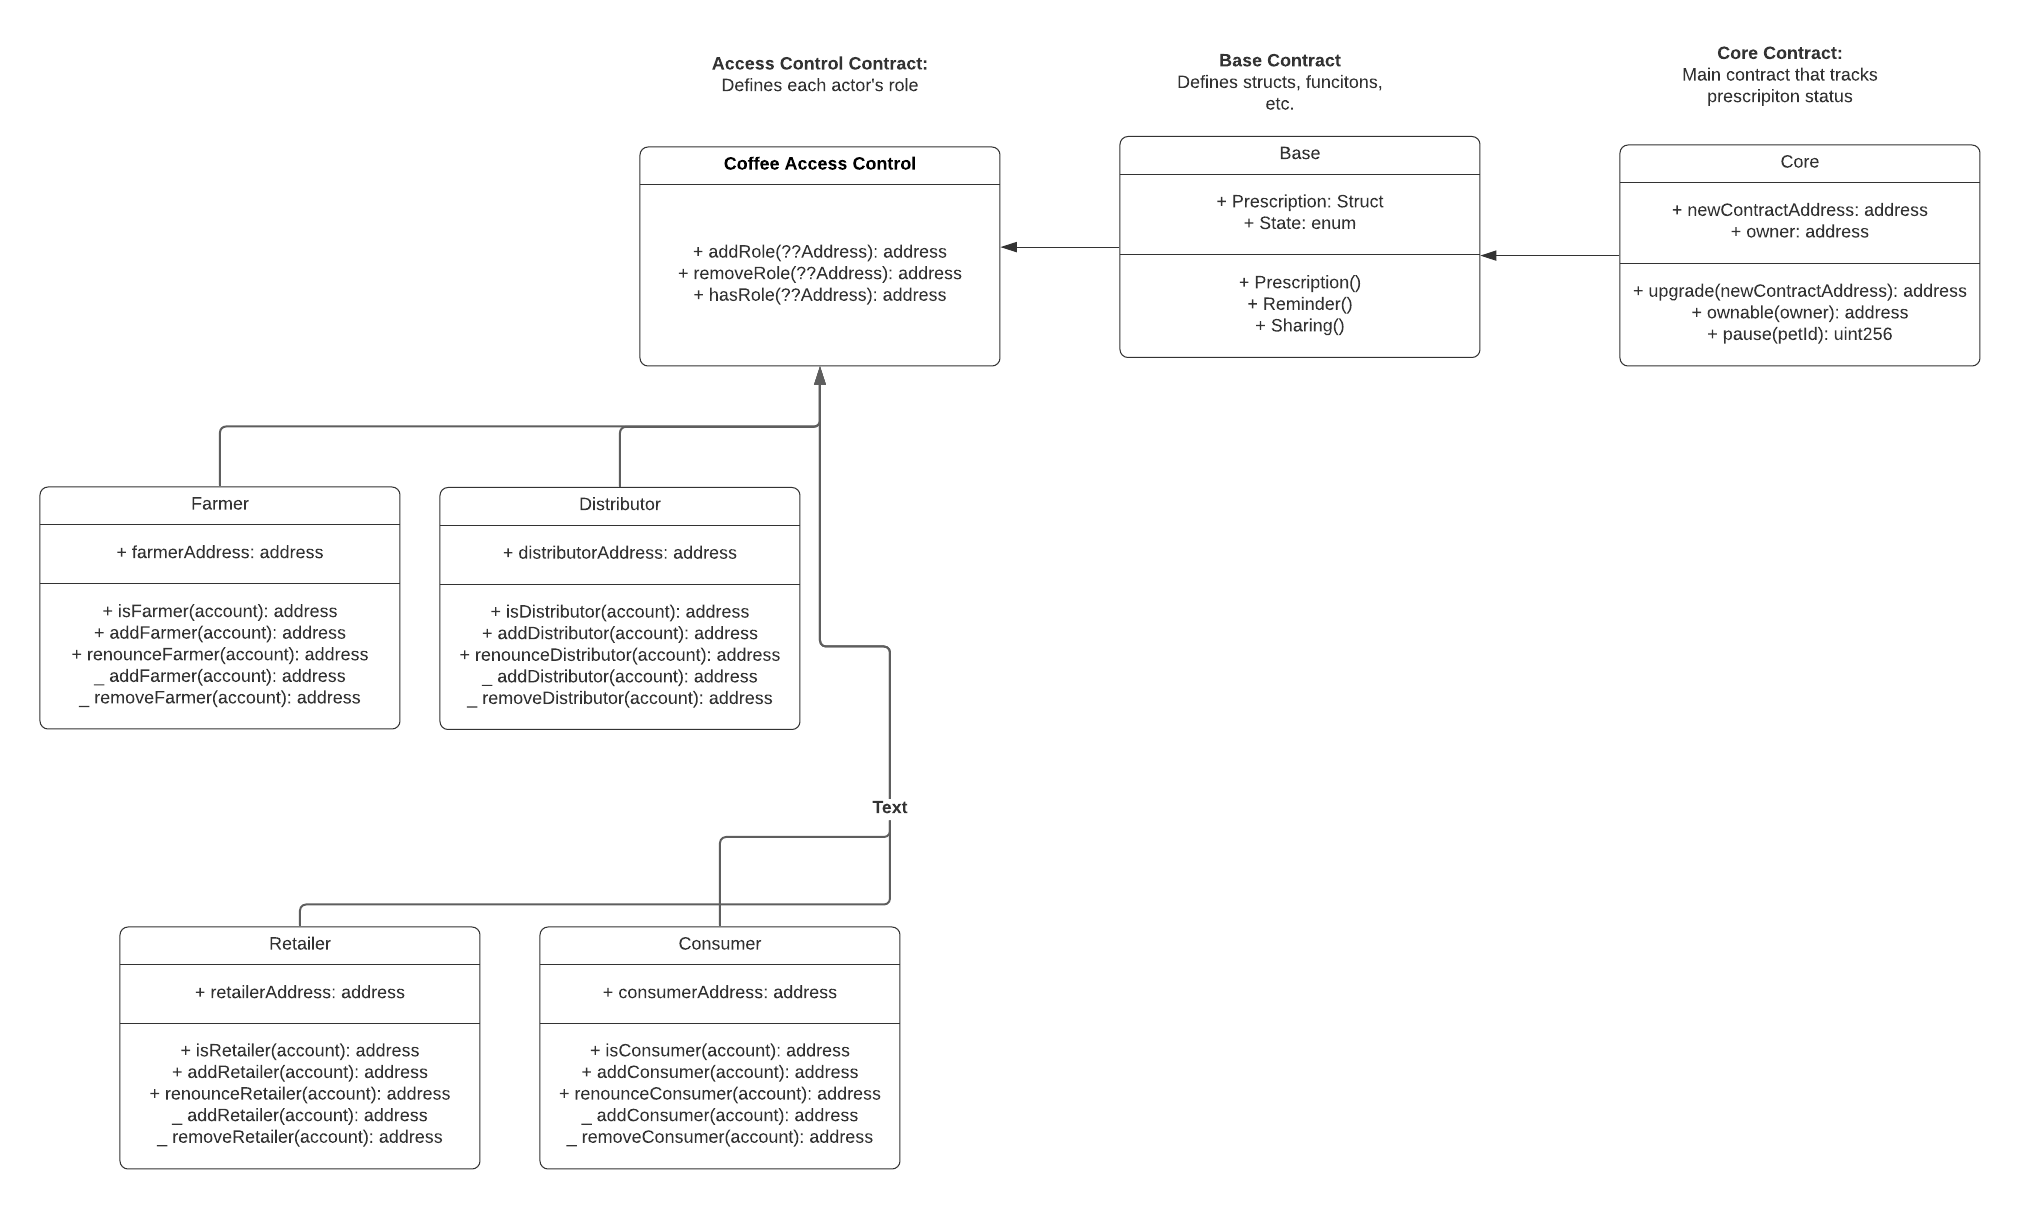 Access Control Contract:
Defines each actor's role
Base Contract
Defines structs, funcitons,
etc.
Core Contract:
Main contract that tracks
prescripiton status
Coffee Access Control
+ addRole(??Address): address
+ removeRole(??Address): address
+ hasRole(??Address): address
Base
+ Prescription: Struct
+ State: enum
+ Prescription()
+ Reminder()
+ Sharing()
Core
+ newContractAddress: address
+ owner: address
+ upgrade(newContractAddress): address
+ ownable(owner): address
+ pause(petId): uint256
Farmer
+ farmerAddress: address
+ isFarmer(account): address
+ addFarmer(account): address
+ renounceFarmer(account): address
_ addFarmer(account): address
_ removeFarmer(account): address
Distributor
+ distributorAddress: address
+ isDistributor(account): address
+ addDistributor(account): address
+ renounceDistributor(account): address
_ addDistributor(account): address
_ removeDistributor(account): address
Text
Retailer
+ retailerAddress: address
+ isRetailer(account): address
+ addRetailer(account): address
+ renounceRetailer(account): address
_ addRetailer(account): address
_ removeRetailer(account): address
Consumer
+ consumerAddress: address
+ isConsumer(account): address
+ addConsumer(account): address
+ renounceConsumer(account): address
_ addConsumer(account): address
_ removeConsumer(account): address